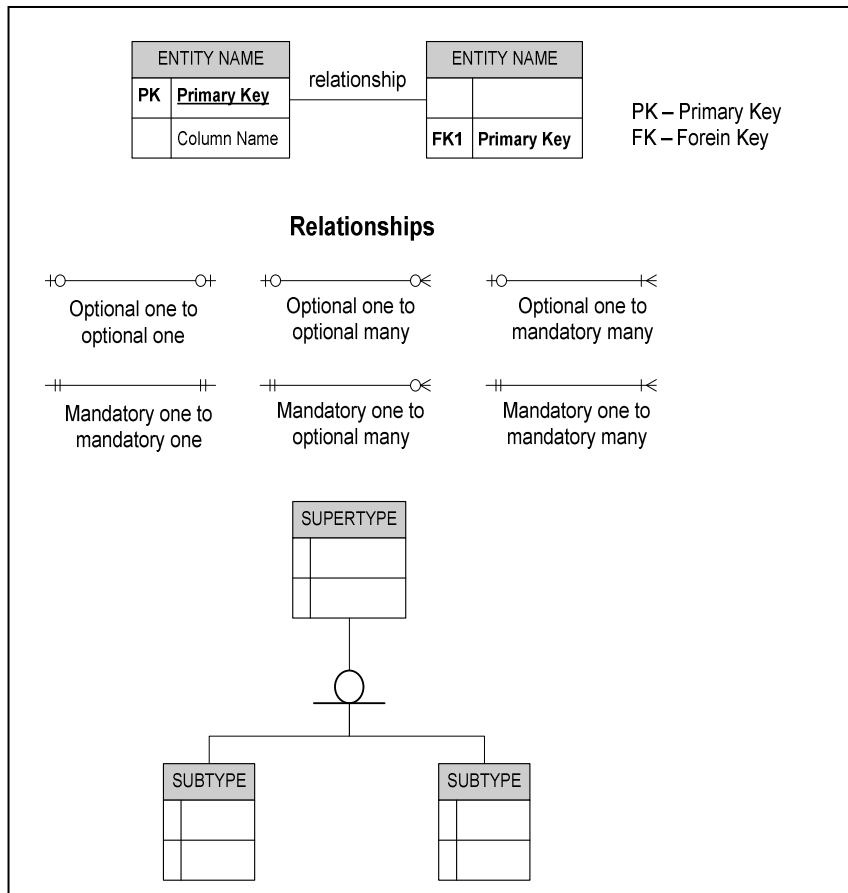 ENTITY NAME
PK Primary Key
Column Name
relationship
ENTITY NAME
FK1 Primary Key
PK – Primary Key
FK – Forein Key
Relationships
Optional one to
optional one
Optional one to
optional many
Optional one to
mandatory many
Mandatory one to
mandatory one
Mandatory one to
optional many
Mandatory one to
mandatory many
SUPERTYPE
SUBTYPE
SUBTYPE